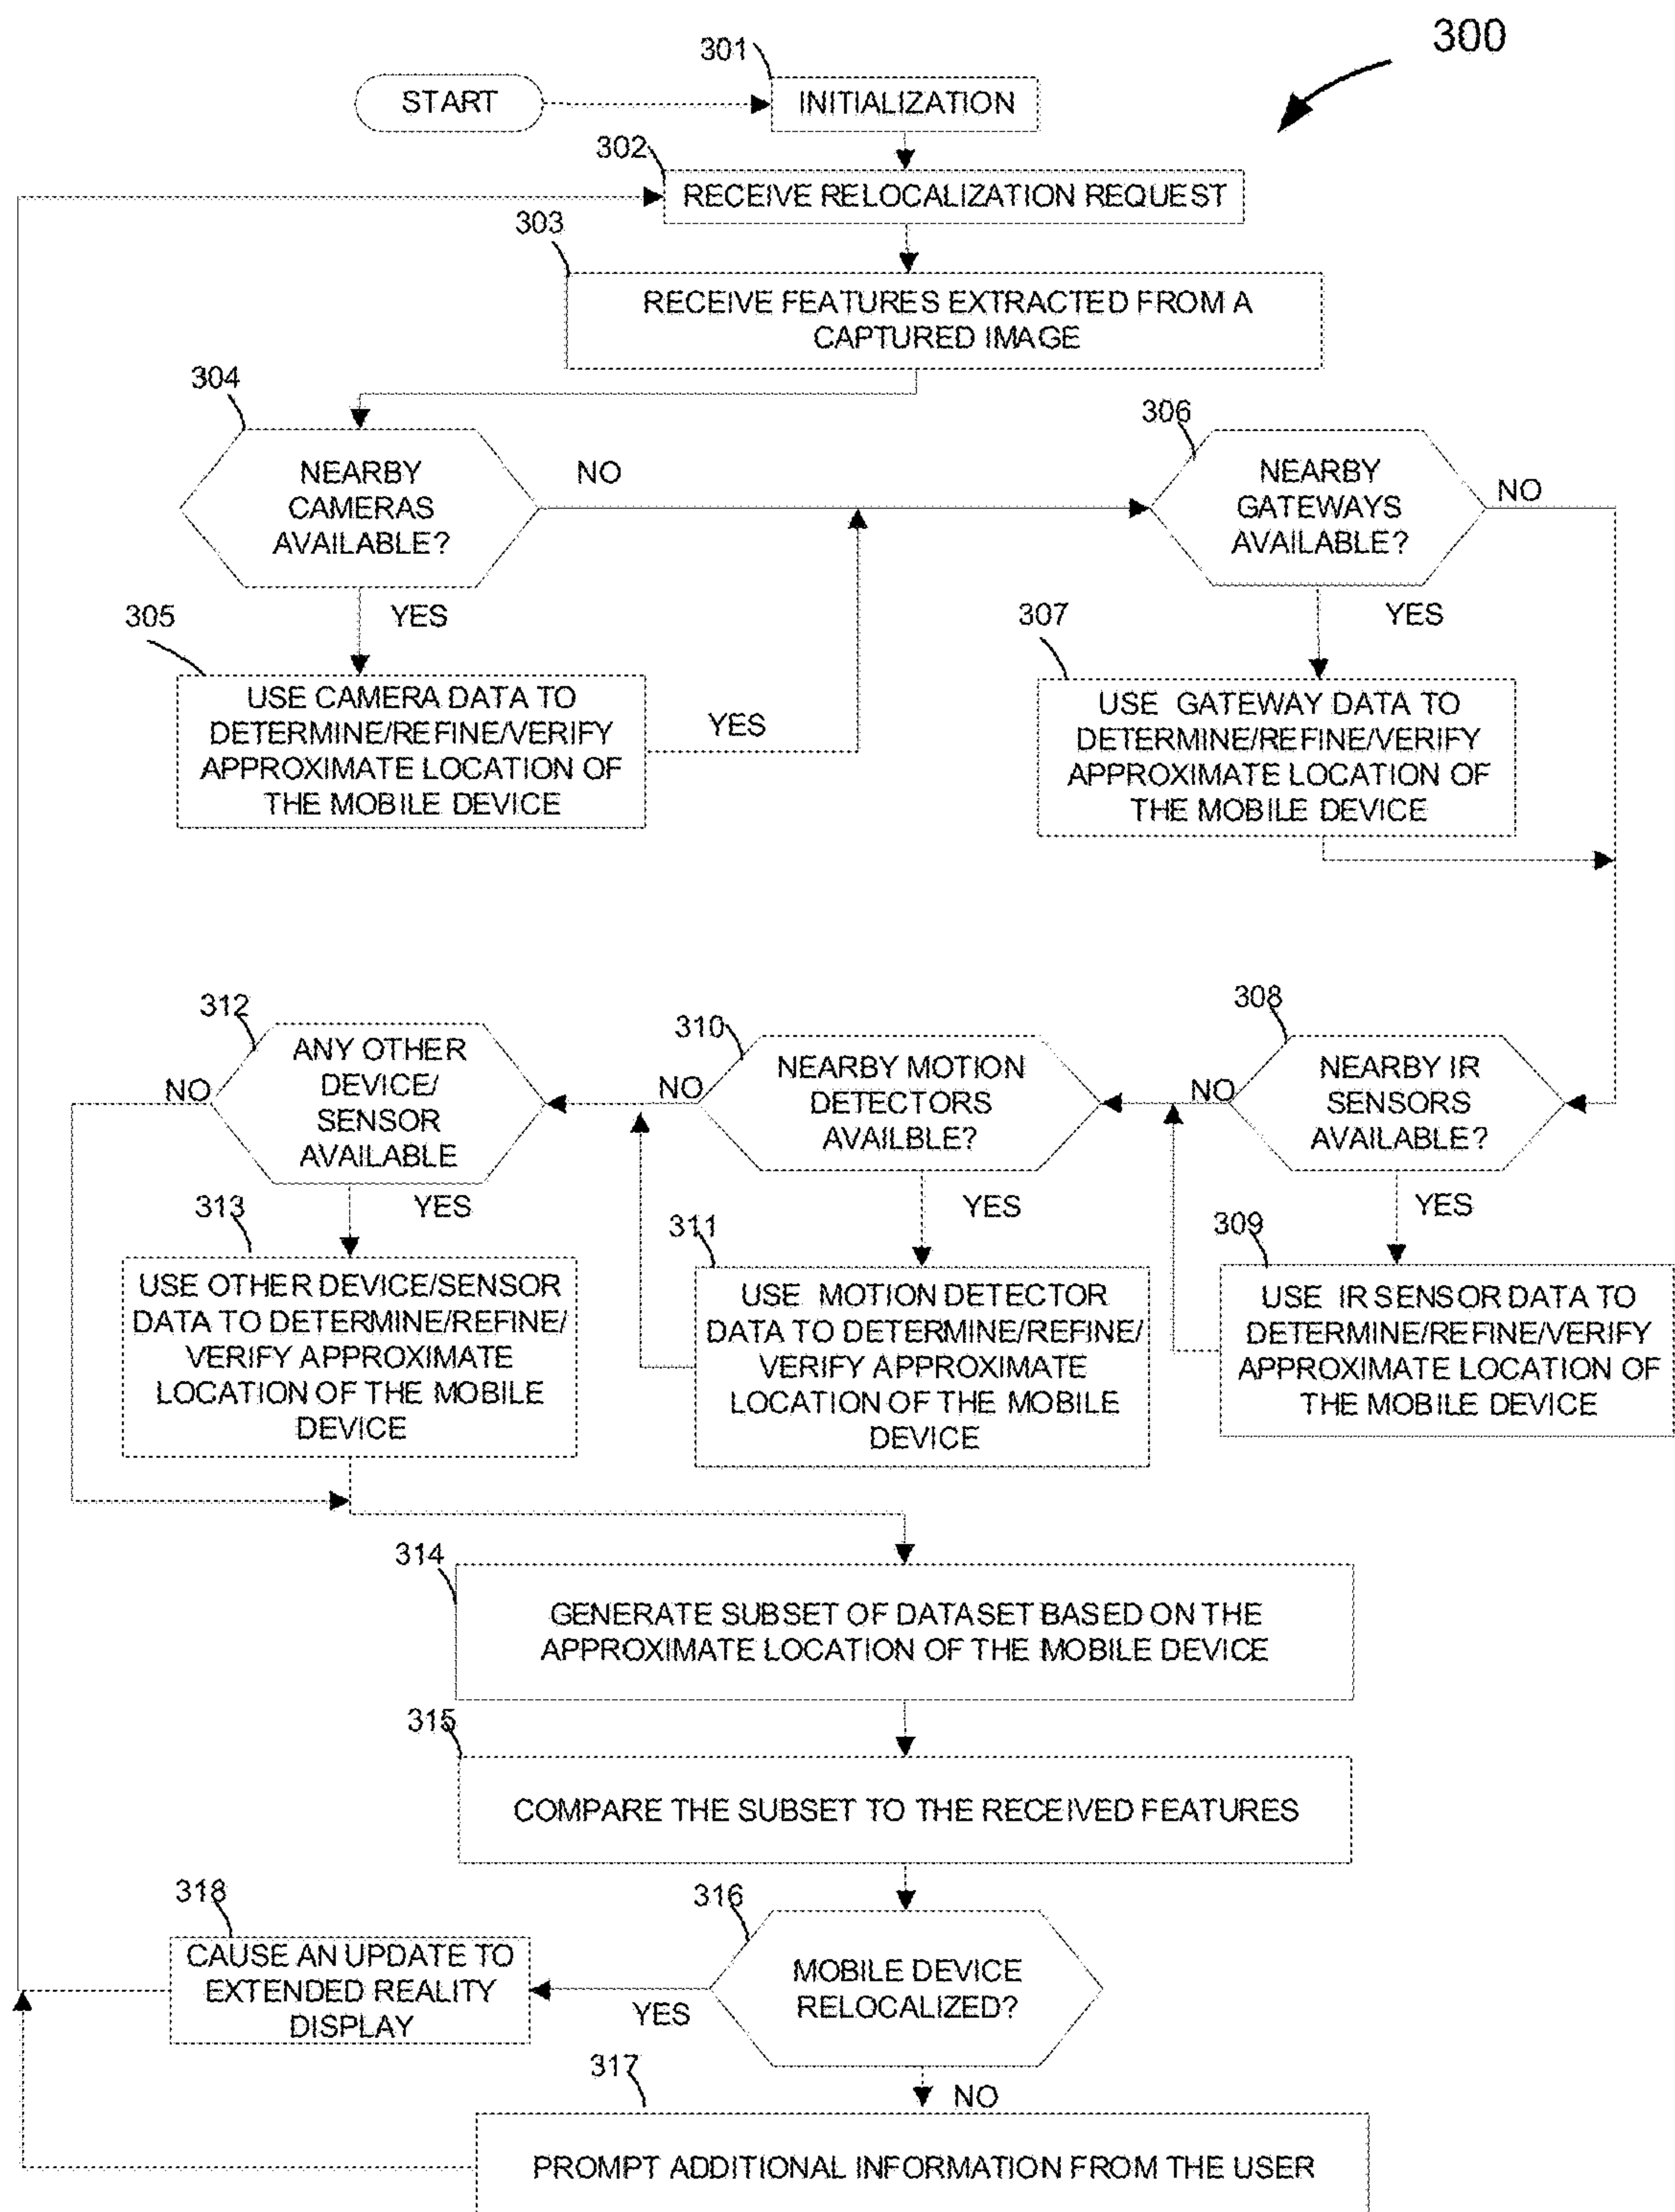 300
301
START
INITIALIZATION
302
RECEIVE RELOCALIZATION REQUEST
303
RECEIVE FEATURES EXTRACTED FROM A
CAPTURED IMAGE
304
NEARBY
CAMERAS
AVAILABLE?
NO
YES
305
USE CAMERA DATA TO
DETERMINE/REFINE/VERIFY
APPROXIMATE LOCATION OF
THE MOBILE DEVICE
YES
306
NEARBY
GATEWAYS
AVAILABLE?
NO
YES
307
USE GATEWAY DATA TO
DETERMINE/REFINE/VERIFY
APPROXIMATE LOCATION OF
THE MOBILE DEVICE
308
NEARBY IR
SENSORS
AVAILABLE?
NO
YES
309
USE IR SENSOR DATA TO
DETERMINE/REFINE/VERIFY
APPROXIMATE LOCATION OF
THE MOBILE DEVICE
310
NEARBY MOTION
DETECTORS
AVAILBLE?
NO
YES
311
USE MOTION DETECTOR
DATA TO DETERMINE/REFINE/
VERIFY APPROXIMATE
LOCATION OF THE MOBILE
DEVICE
312
ANY OTHER
DEVICE/
SENSOR
AVAILABLE
NO
YES
313
USE OTHER DEVICE/SENSOR
DATA TO DETERMINE/REFINE/
VERIFY APPROXIMATE
LOCATION OF THE MOBILE
DEVICE
314
GENERATE SUBSET OF DATASET BASED ON THE
APPROXIMATE LOCATION OF THE MOBILE DEVICE
315
COMPARE THE SUBSET TO THE RECEIVED FEATURES
316
MOBILE DEVICE
RELOCALIZED?
YES
NO
318
CAUSE AN UPDATE TO
EXTENDED REALITY
DISPLAY
317
PROMPT ADDITIONAL INFORMATION FROM THE USER